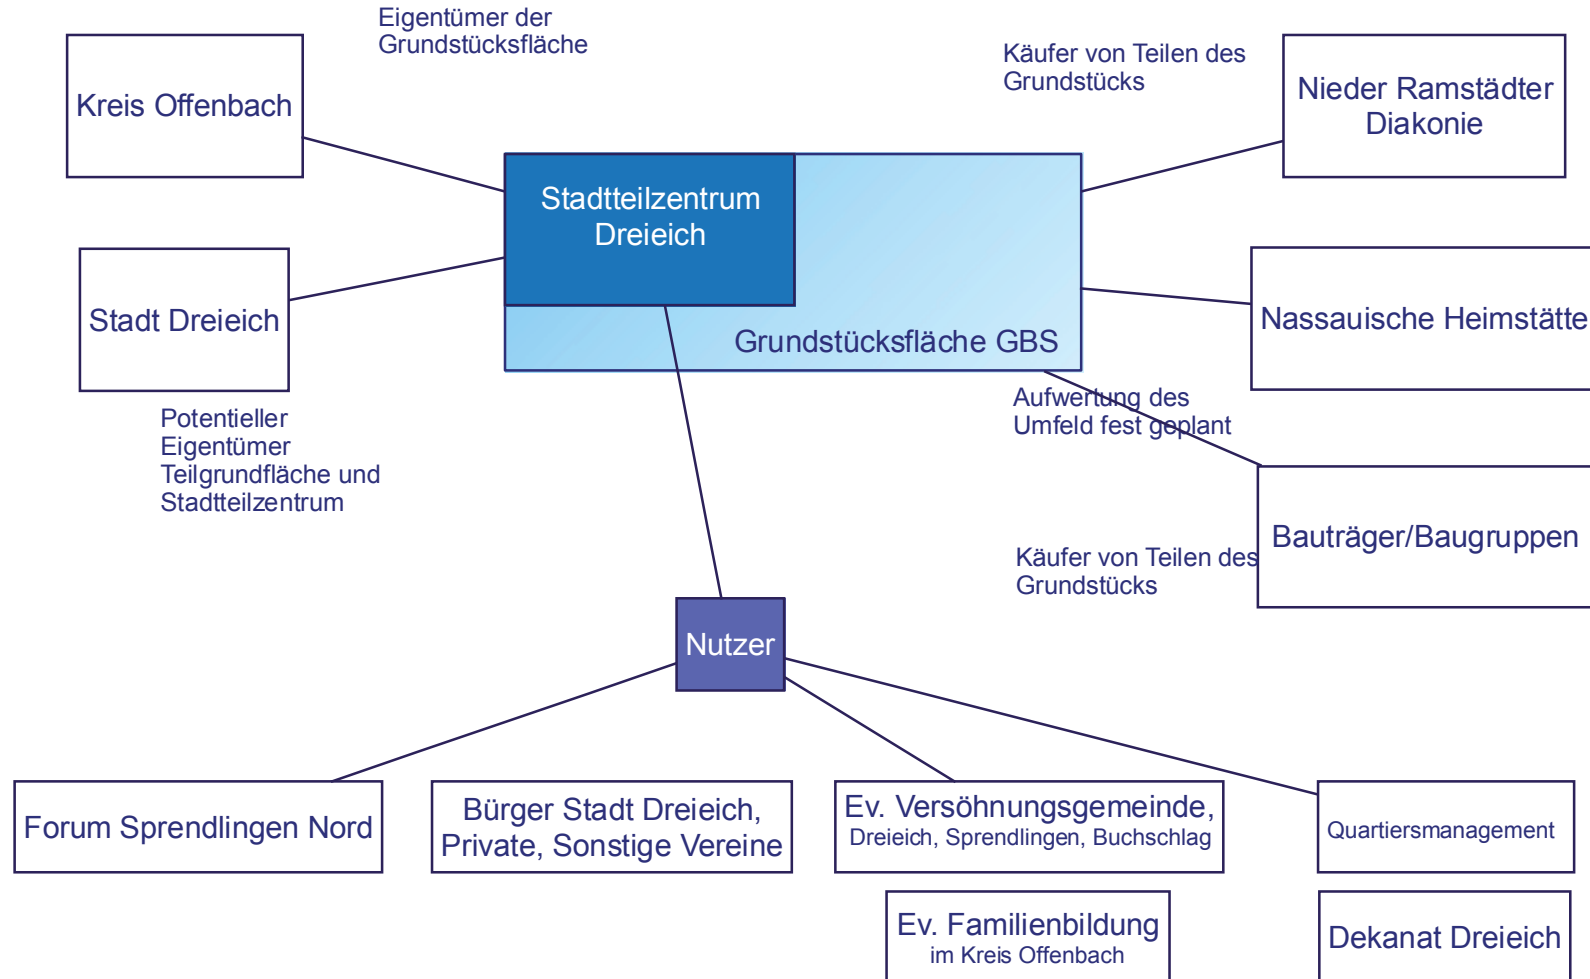 Eigentümer der
Grundstücksfläche
Kreis Offenbach
Käufer von Teilen des
Grundstücks
Nieder Ramstädter
Diakonie
Stadtteilzentrum
Dreieich
Stadt Dreieich
Grundstücksfläche GBS
Nassauische Heimstätte
Potentieller
Eigentümer
Teilgrundfläche und
Stadtteilzentrum
Aufwertung des
Umfeld fest geplant
Bauträger/Baugruppen
Käufer von Teilen des
Grundstücks
Nutzer
Forum Sprendlingen Nord
Bürger Stadt Dreieich,
Private, Sonstige Vereine
Ev. Versöhnungsgemeinde,
Dreieich, Sprendlingen, Buchschlag
Quartiersmanagement
Ev. Familienbildung
im Kreis Offenbach
Dekanat Dreieich